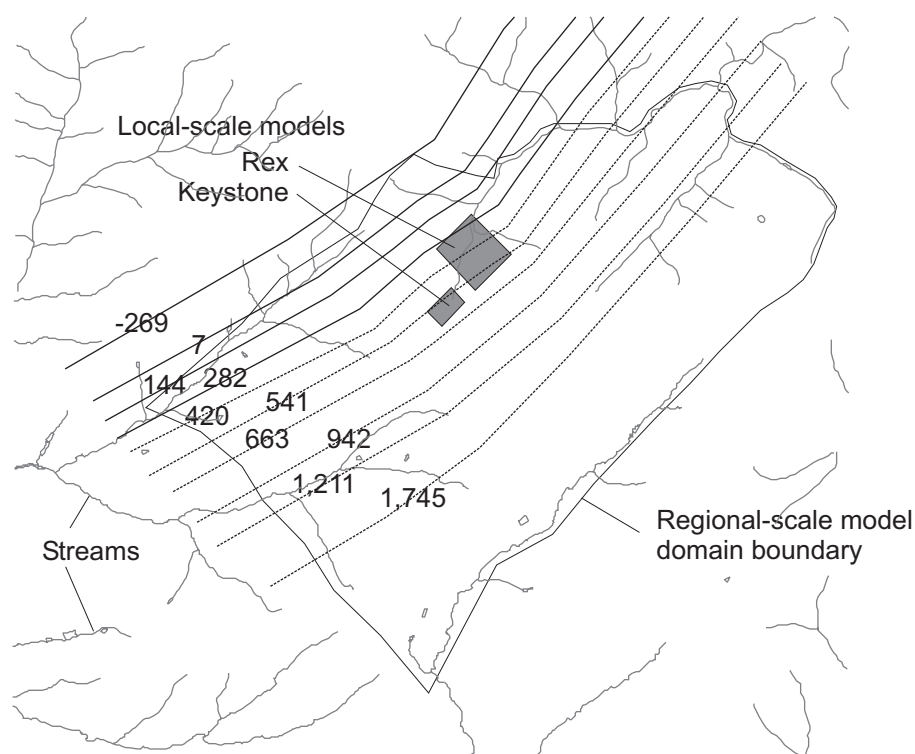 Local-scale models
Rex
Keystone
-269
7
144
282
420
541
663
942
1,211
1,745
Regional-scale model
domain boundary
Streams